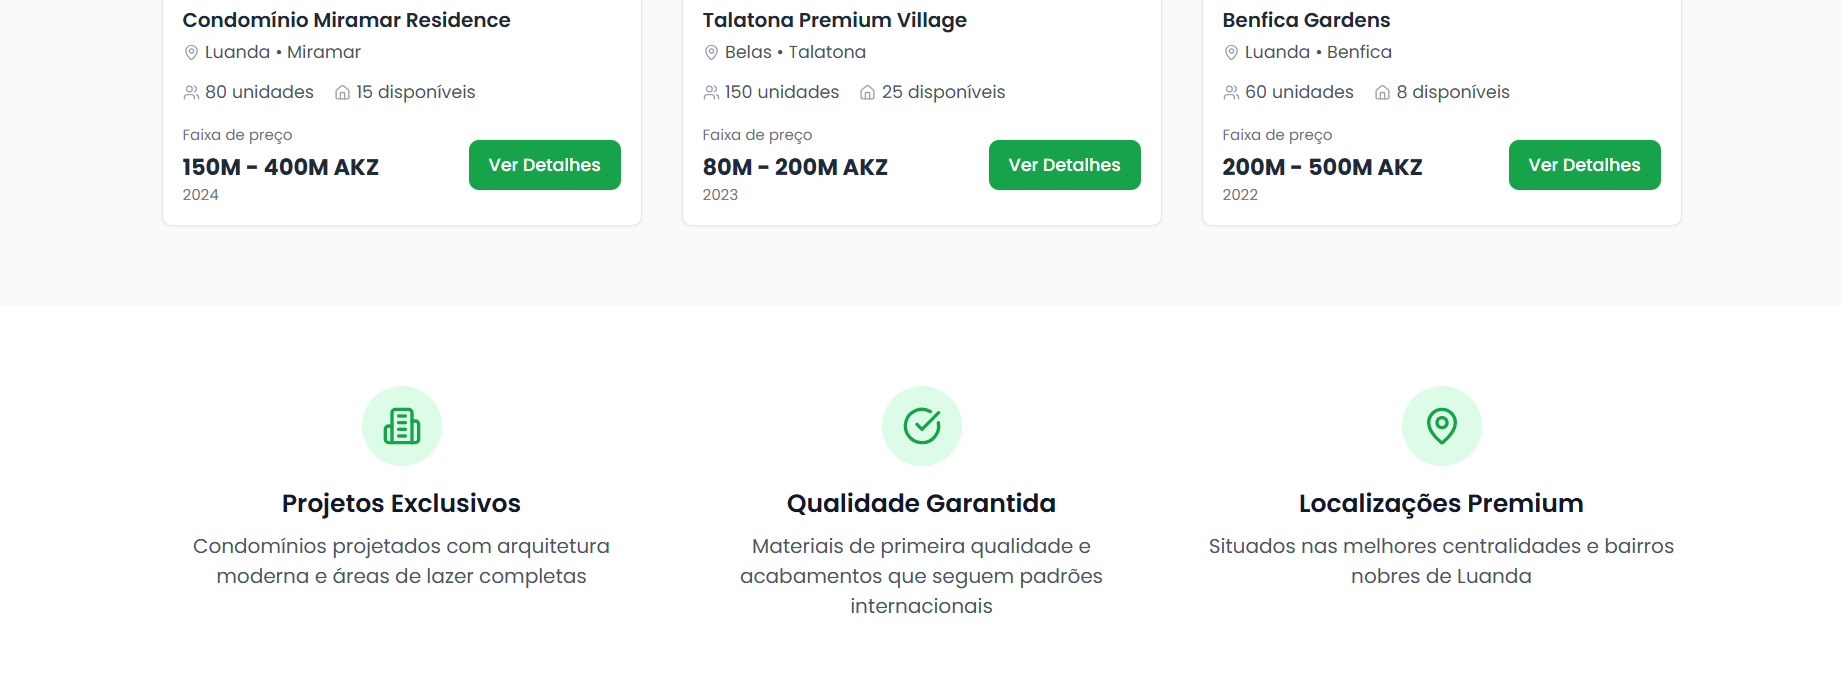 Condomínio Miramar Residence
Luanda • Miramar
80 unidades 15 disponíveis
Faixa de preço
150M - 400M AKZ
2024
Ver Detalhes
Talatona Premium Village
Belas • Talatona
150 unidades 25 disponíveis
Faixa de preço
80M - 200M AKZ
2023
Ver Detalhes
Benfica Gardens
Luanda • Benfica
60 unidades 8 disponíveis
Faixa de preço
200M - 500M AKZ
2022
Ver Detalhes
Projetos Exclusivos
Condomínios projetados com arquitetura
moderna e áreas de lazer completas
Qualidade Garantida
Materiais de primeira qualidade e
acabamentos que seguem padrões
internacionais
Localizações Premium
Situados nas melhores centralidades e bairros
nobres de Luanda